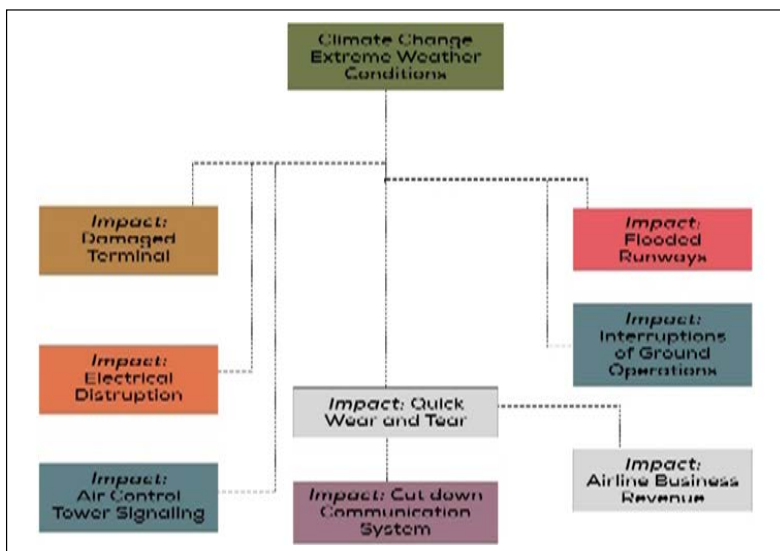 Climate Change
Extreme Weather
Conditions
Impact:
Damaged
Terminal
Impact:
Flooded
Runways
Impact:
Interruptions
of Ground
Operations
Impact:
Electrical
Distruption
Impact: Quick
Wear and Tear
Impact:
Airline Business
Revenue
Impact:
Air Control
Tower Signaling
Impact: Cut down
Communication
System